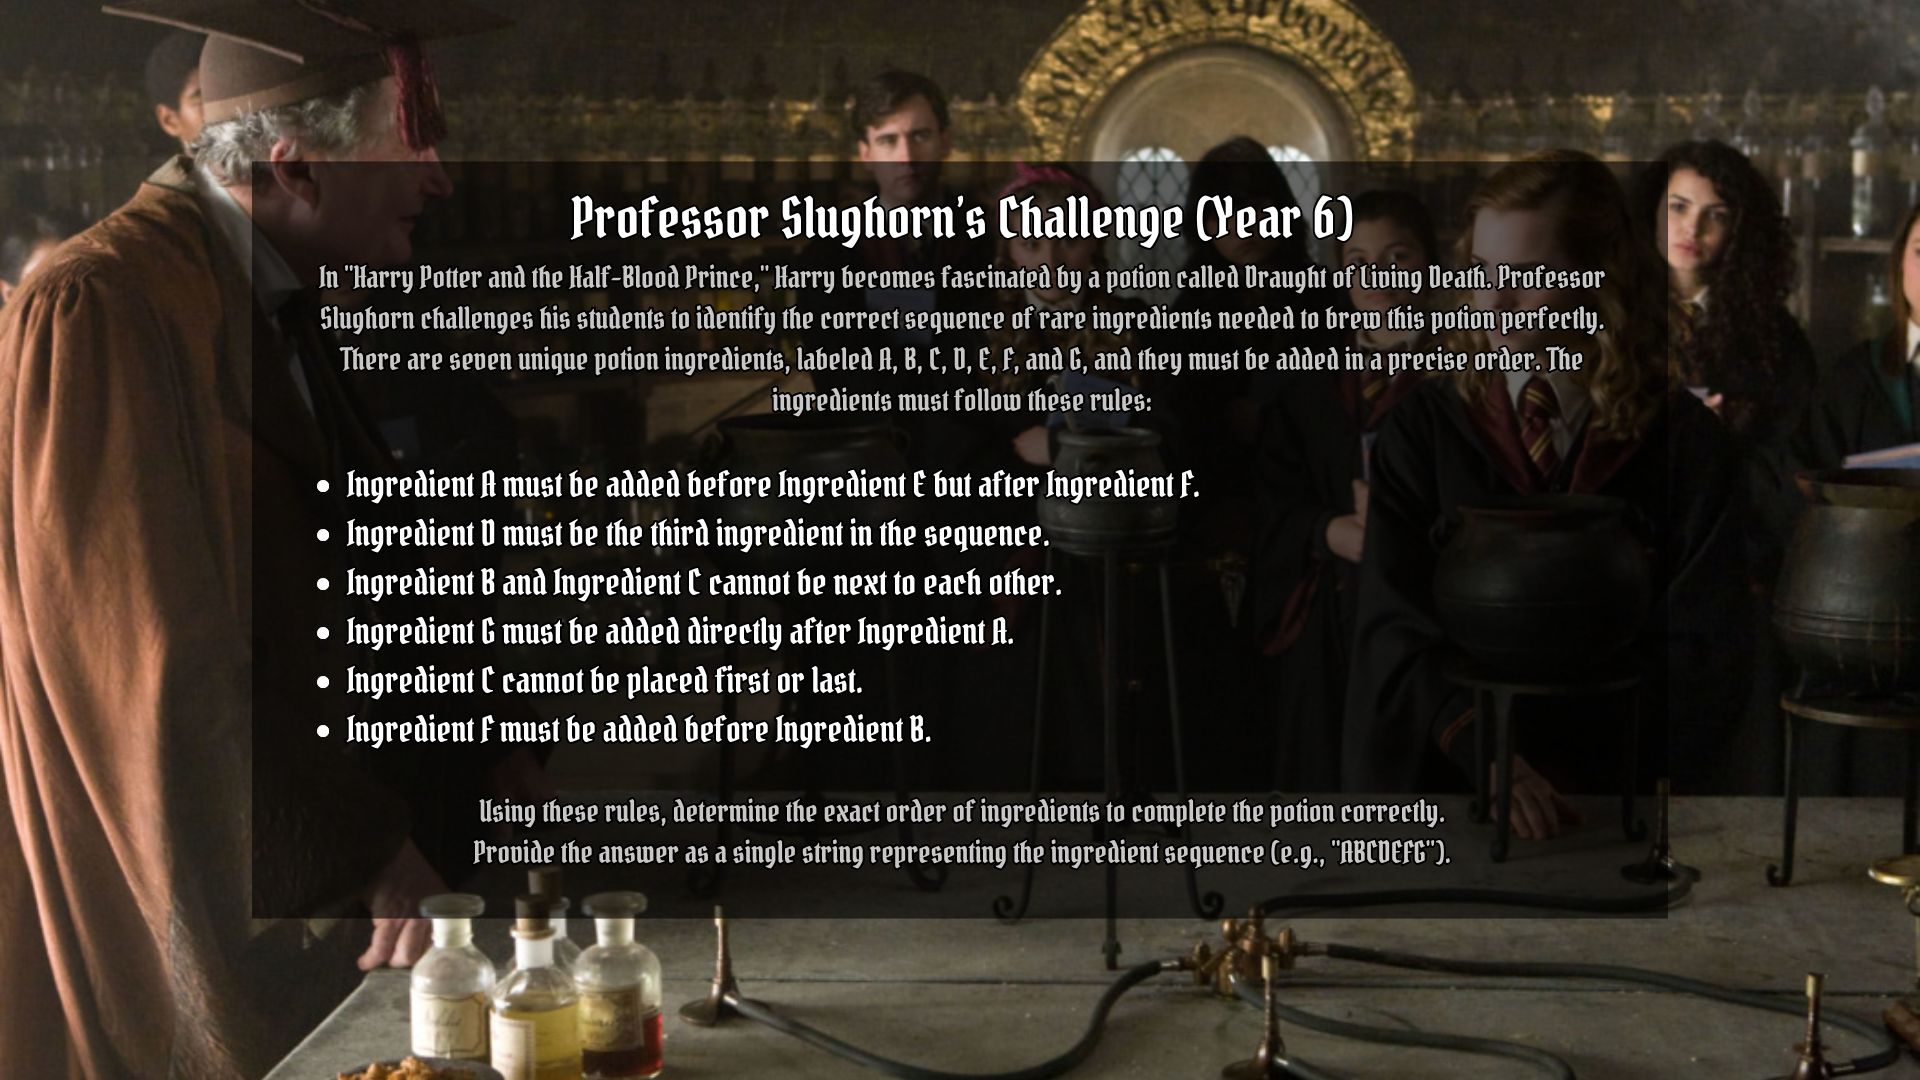 Professor Slughorn's Challenge (Year 6)
In "Harry Potter and the Half-Blood Prince," Harry becomes fascinated by a potion called Draught of Living Death. Professor
Slughorn challenges his students to identify the correct sequence of rare ingredients needed to brew this potion perfectly.
There are seven unique potion ingredients, labeled A, B, C, D, E, F, and G, and they must be added in a precise order. The
ingredients must follow these rules:
• Ingredient A must be added before Ingredient E but after Ingredient F.
• Ingredient D must be the third ingredient in the sequence.
• Ingredient B and Ingredient C cannot be next to each other.
• Ingredient G must be added directly after Ingredient A.
• Ingredient C cannot be placed first or last.
• Ingredient F must be added before Ingredient B.
Using these rules, determine the exact order of ingredients to complete the potion correctly.
Provide the answer as a single string representing the ingredient sequence (e.g., "ABCDEFG").